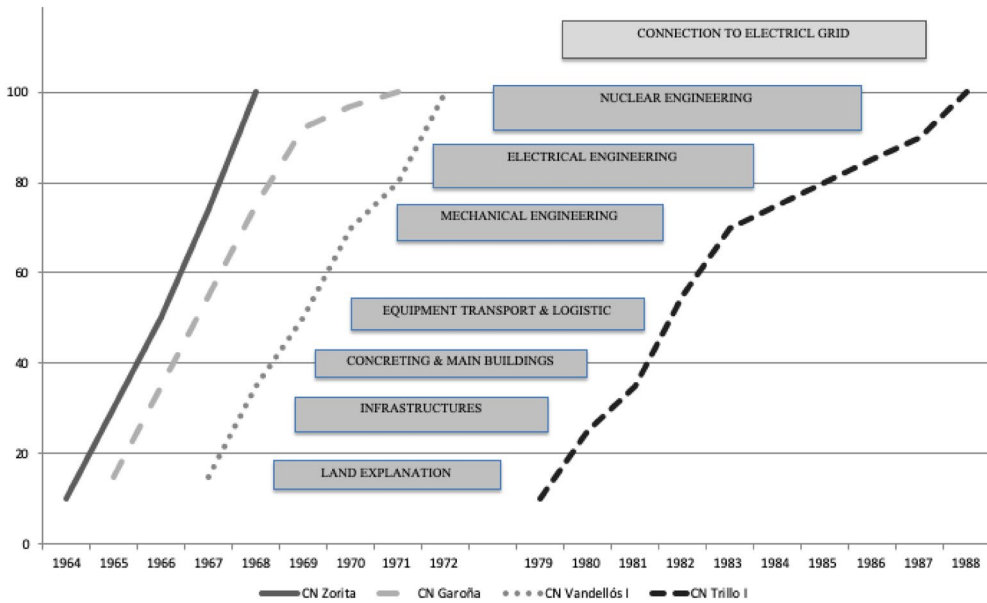 CONNECTION TO ELECTRICL GRID
100
NUCLEAR ENGINEERING
ELECTRICAL ENGINEERING
80
MECHANICAL ENGINEERING
60
EQUIPMENT TRANSPORT & LOGISTIC
40
CONCRETING & MAIN BUILDINGS
INFRASTRUCTURES
20
LAND EXPLANATION
0
1964 1965 1966 1967 1968 1969 1970 1971 1972 1979 1980 1981 1982 1983 1984 1985 1986 1987 1988
CN Zorita CN Garoña CN Vandellós I CN Trillo I